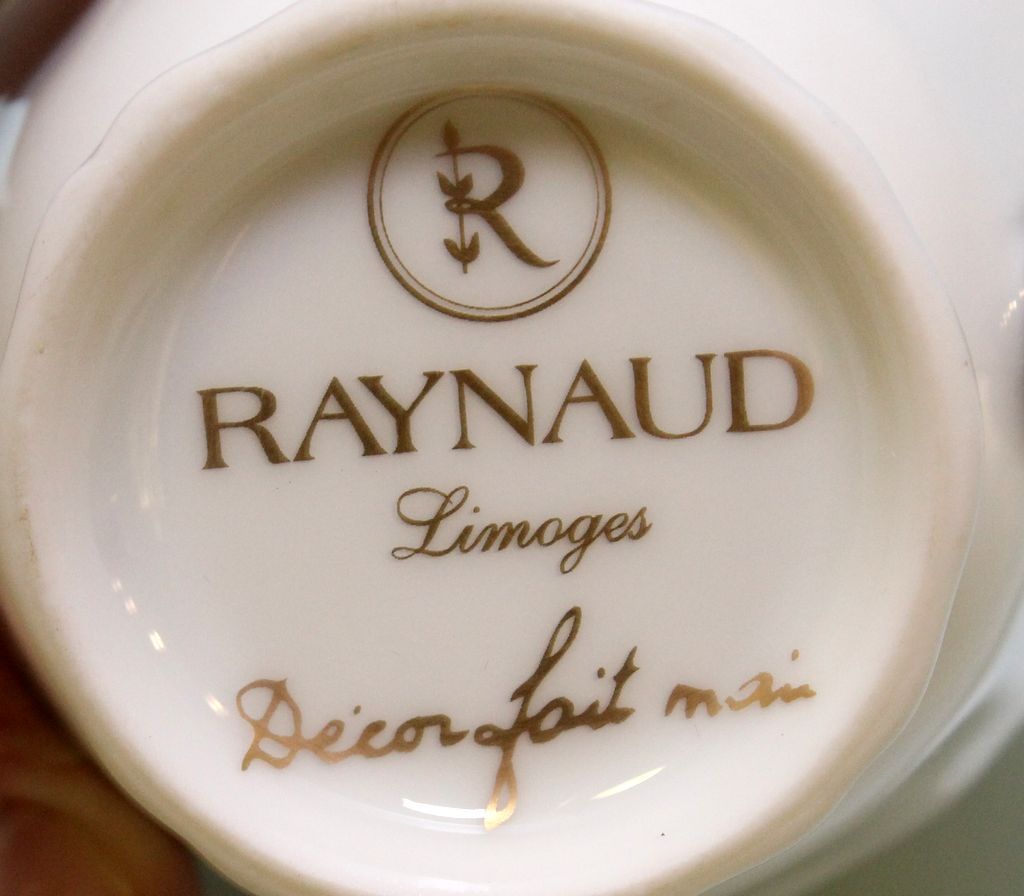 R
RAYNAUD
Limoges
Décor fait main